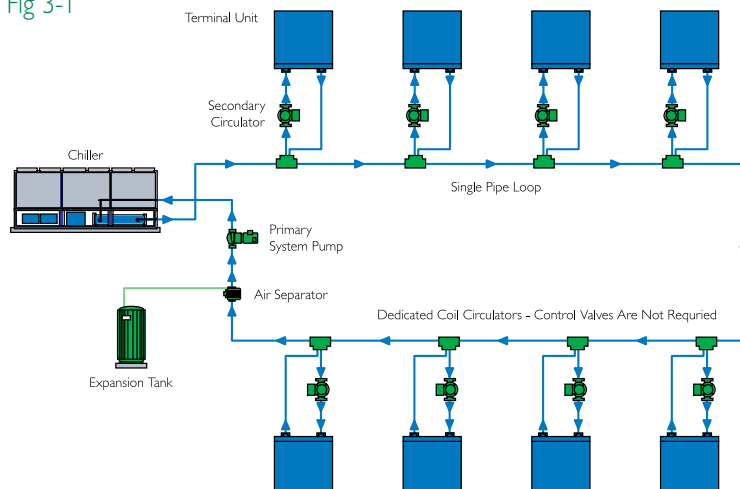 Fig 3-1
Terminal Unit
Secondary
Circulator
Chiller
Single Pipe Loop
Primary
System Pump
Air Separator
Dedicated Coil Circulators - Control Valves Are Not Requried
Expansion Tank